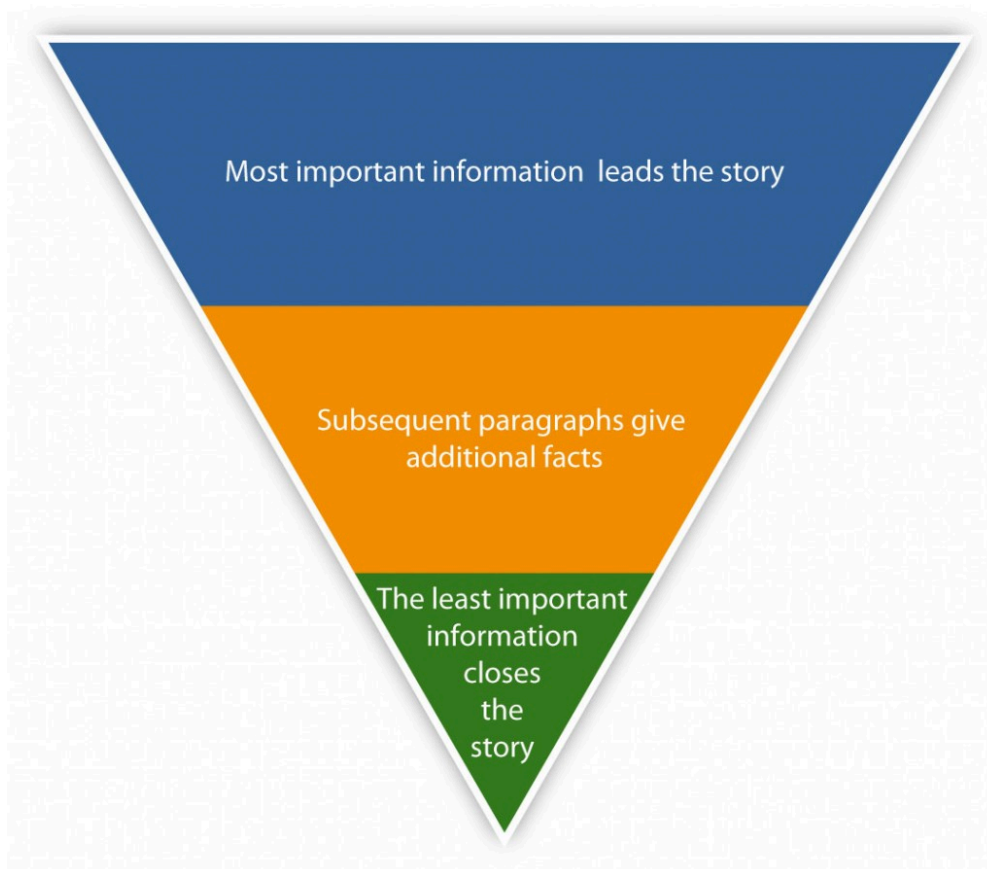 Most important information  leads the story
Subsequent paragraphs give
additional facts
The least important
information
closes
the
story